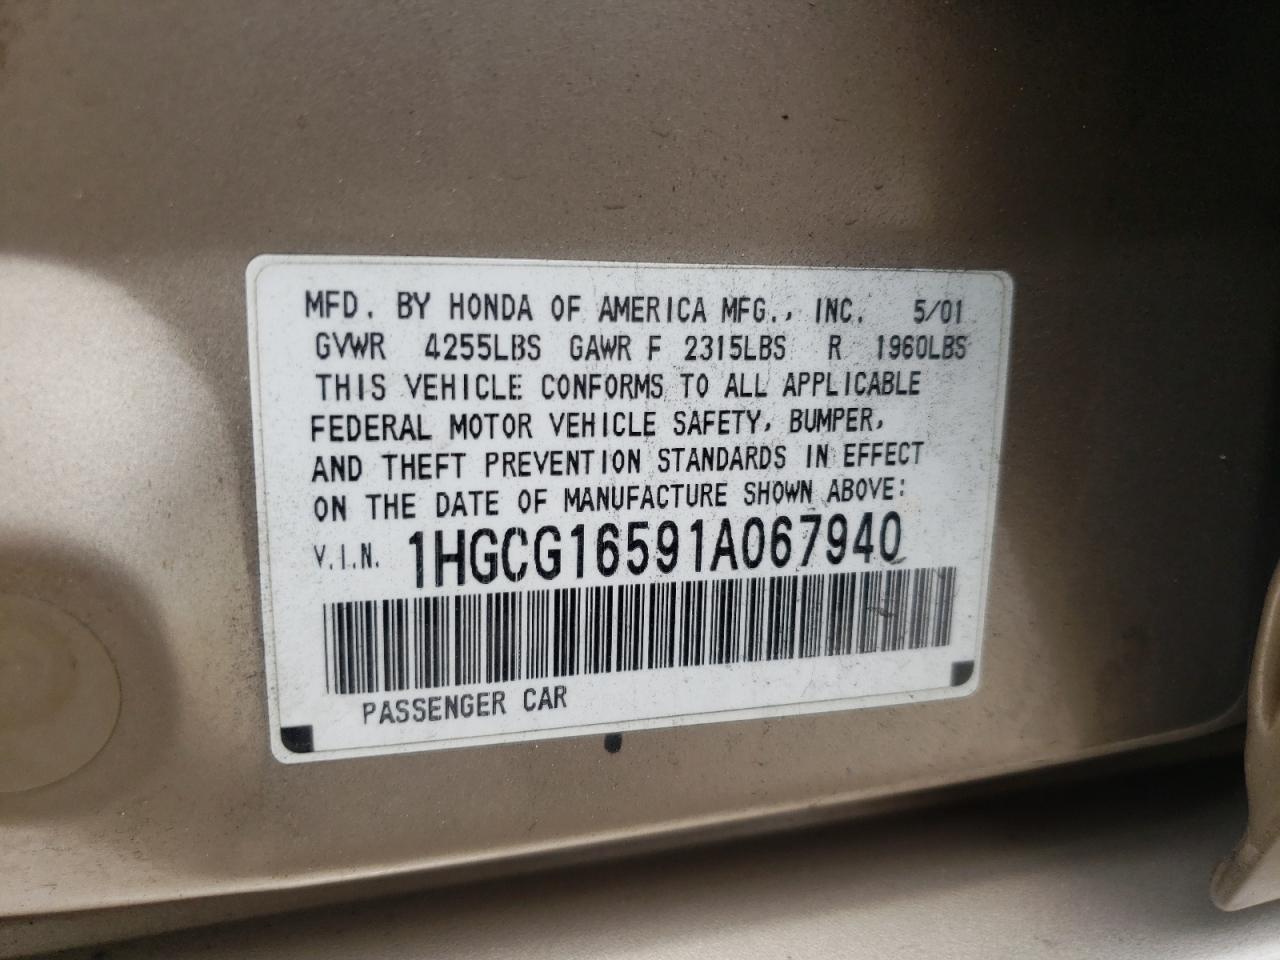 MFD. BY HONDA OF AMERICA MFG., INC. 5/01
GVWR 4255LBS GAWR F 2315LBS R 1960LBS
THIS VEHICLE CONFORMS TO ALL APPLICABLE
FEDERAL MOTOR VEHICLE SAFETY, BUMPER,
AND THEFT PREVENTION STANDARDS IN EFFECT
ON THE DATE OF MANUFACTURE SHOWN ABOVE:
V.I.N. 1HGCG16591A067940
PASSENGER CAR